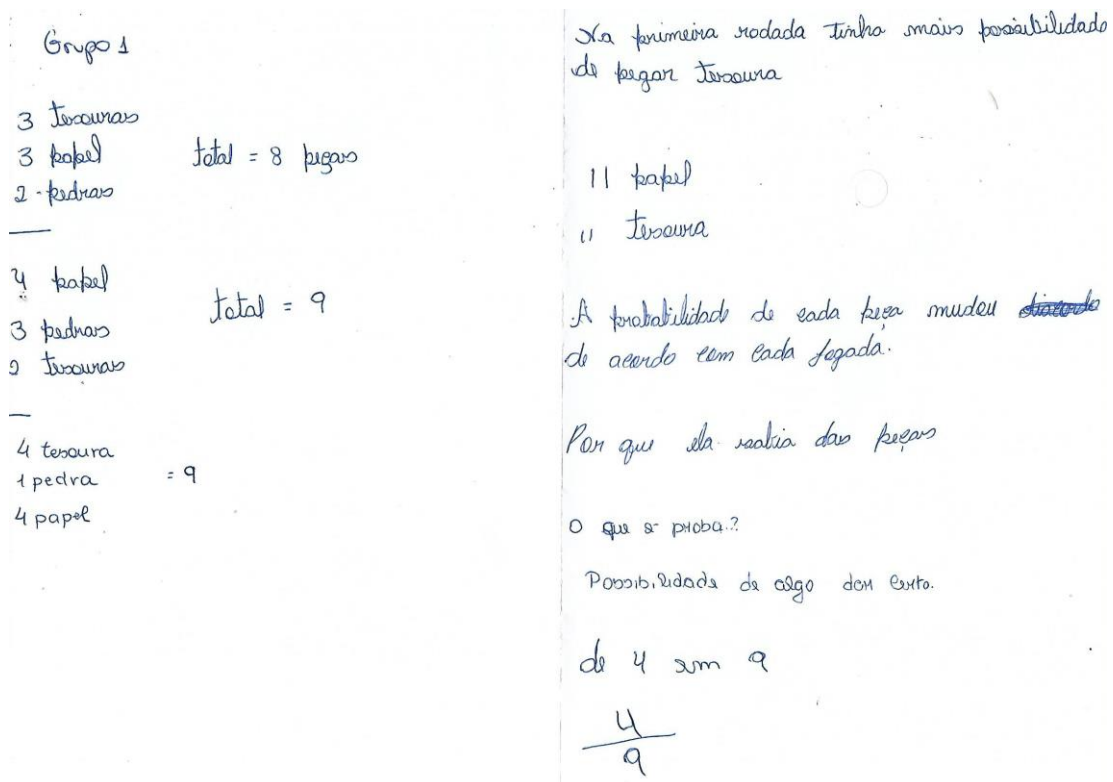 Grupo 1
3 tesouras
3 papel
total = 8 peças
2 - pedras
4 papel
total = 9
3 pedras
2 tesouras
4 tesoura
1 pedra = 9
4 papel
Na primeira rodada tinha mais possibilidade
de pegar tesoura
11 papel
11 tesoura
A probabilidade de cada peça mudou
de acordo com cada jogada.
Por que ela sabia das peças
O que é proba.?
Possibilidade de algo dar certo.
de 4 em 9
4
9